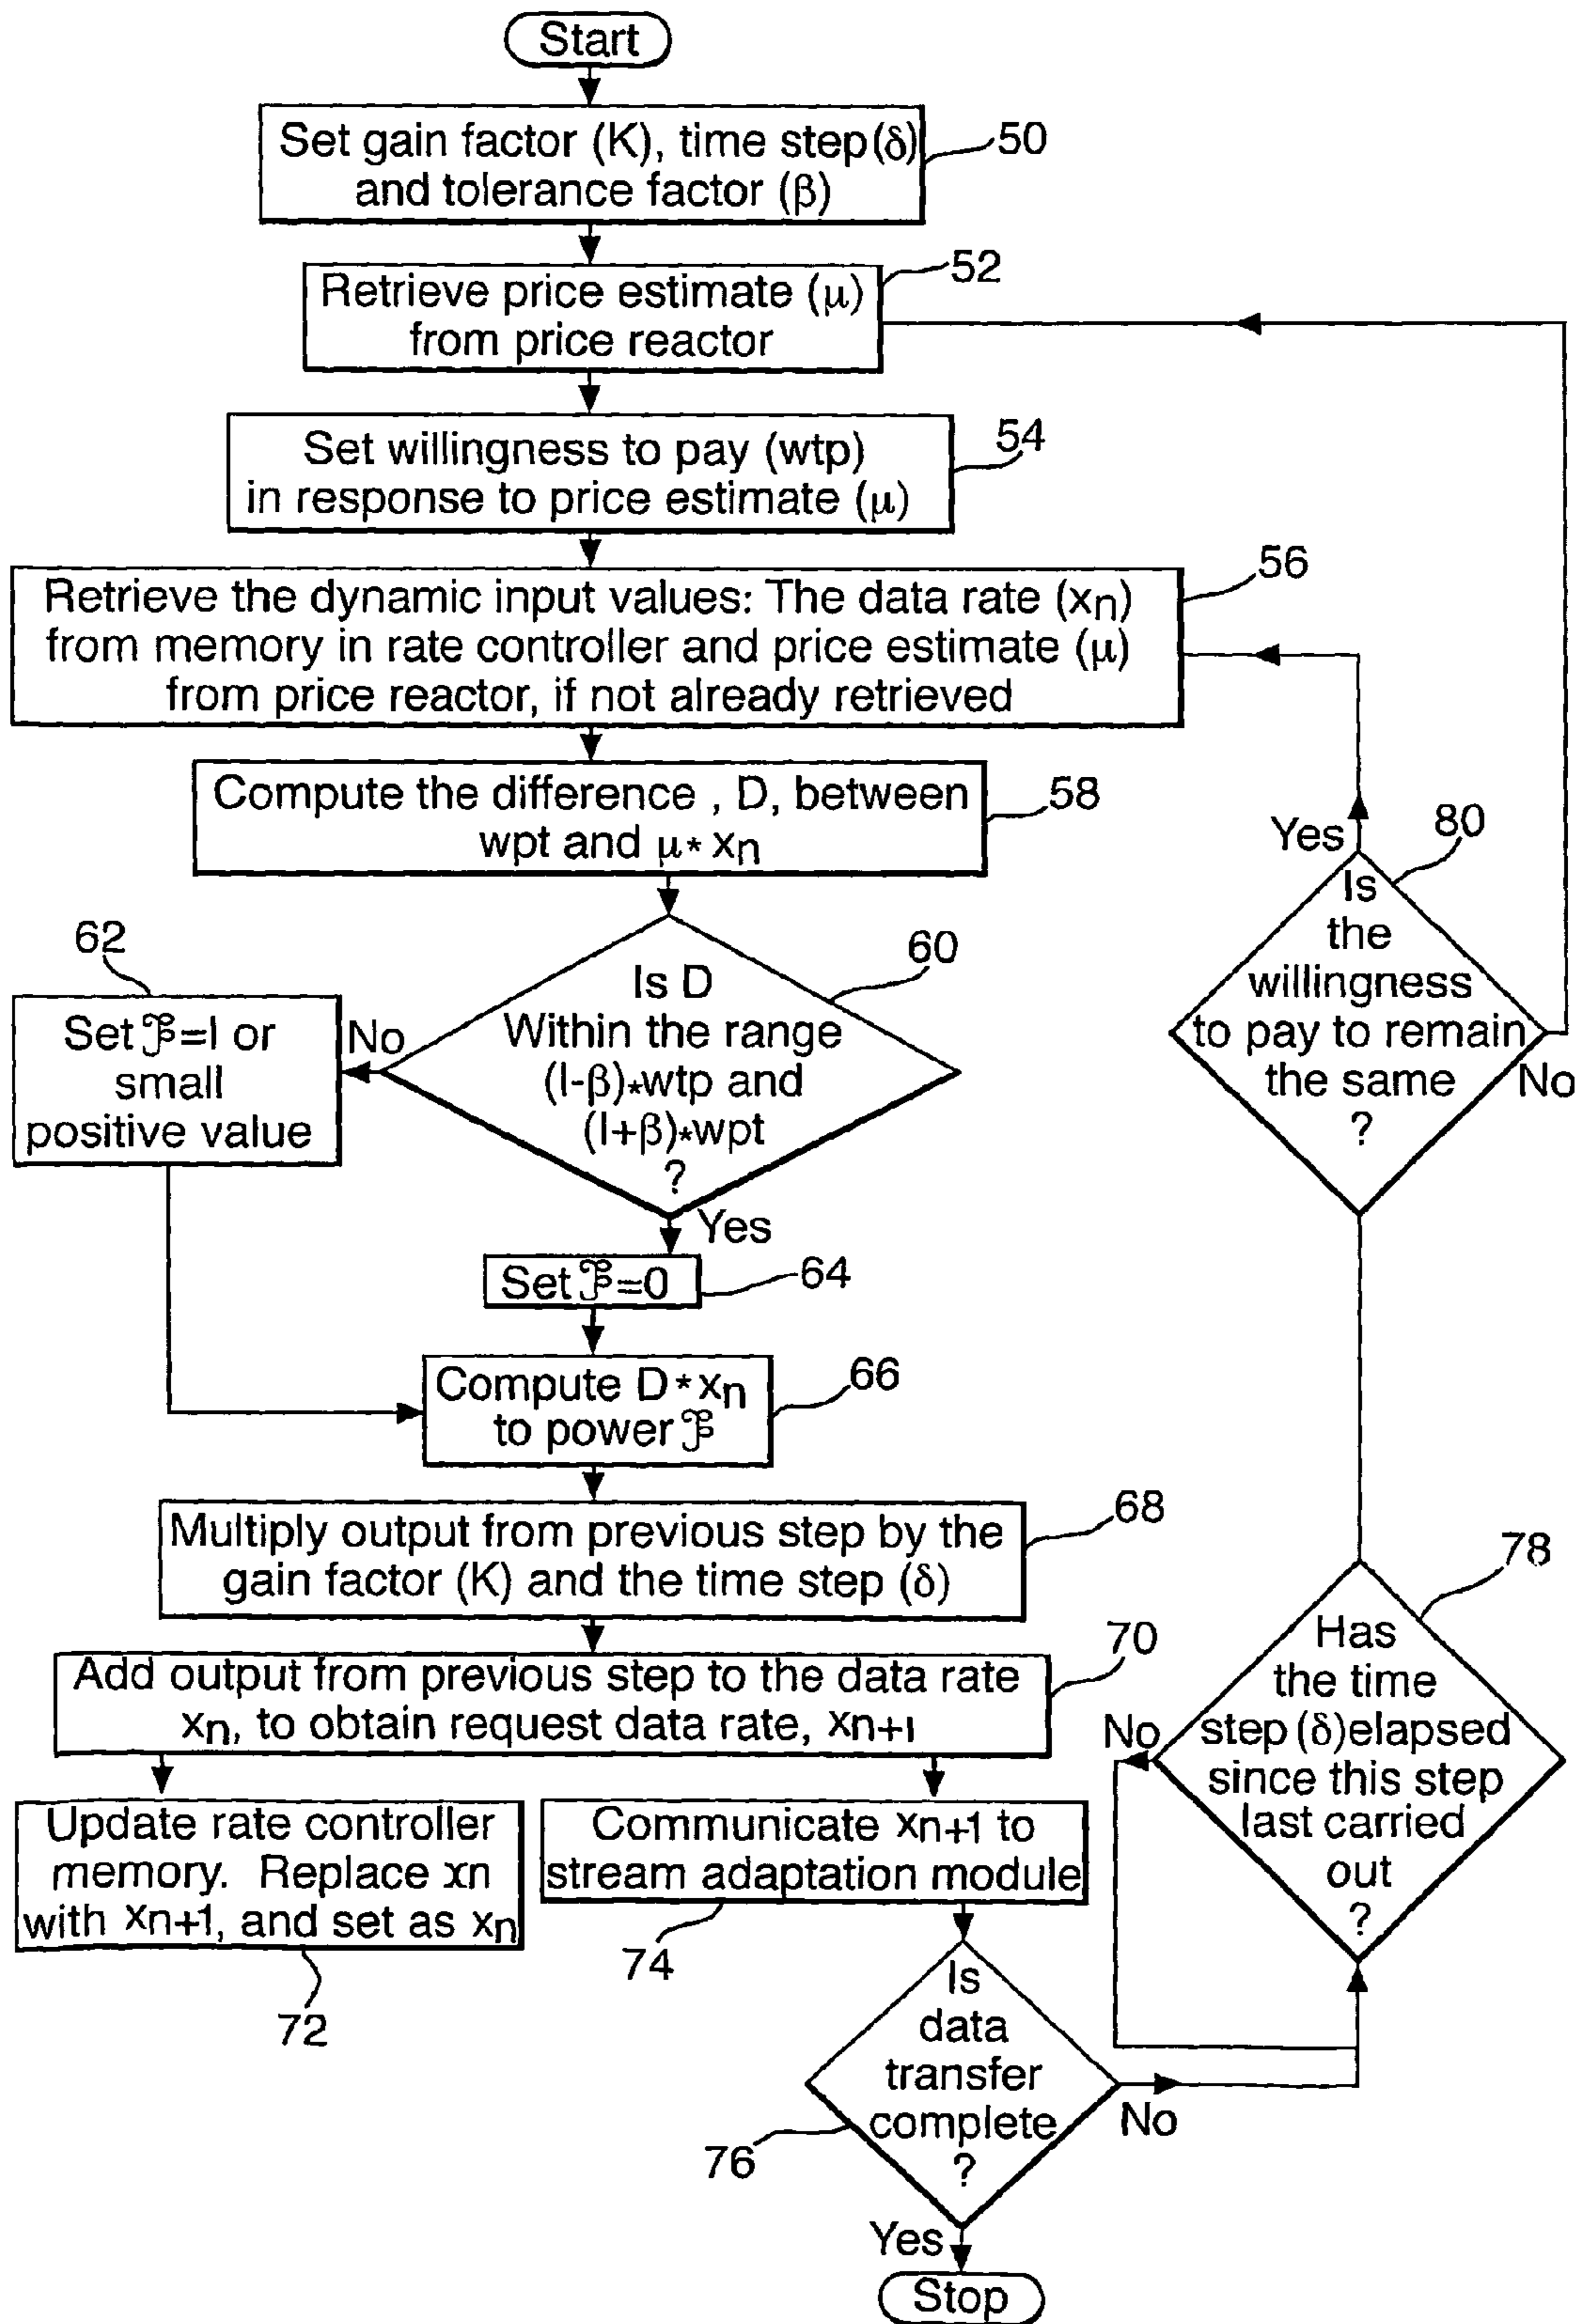 Start
Set gain factor (K), time step(δ)
and tolerance factor (β)
50
Retrieve price estimate (μ)
from price reactor
52
Set willingness to pay (wtp)
in response to price estimate (μ)
54
Retrieve the dynamic input values: The data rate (xn)
from memory in rate controller and price estimate (μ)
from price reactor, if not already retrieved
56
Compute the difference , D, between
wpt and μ* xn
58
Is D
Within the range
(I-β)*wtp and
(I+β)*wpt
?
60
No
Yes
62
Set 𝔓=I or
small
positive value
Set 𝔓=0
64
Compute D*xn
to power 𝔓
66
Multiply output from previous step by the
gain factor (K) and the time step (δ)
68
Add output from previous step to the data rate
xn, to obtain request data rate, xn+1
70
Update rate controller
memory. Replace xn
with xn+1, and set as xn
72
Communicate xn+1 to
stream adaptation module
74
Is
data
transfer
complete
?
76
No
Yes
Stop
Has
the time
step (δ)elapsed
since this step
last carried
out
?
78
No
Is
the
willingness
to pay to remain
the same
?
80
Yes
No